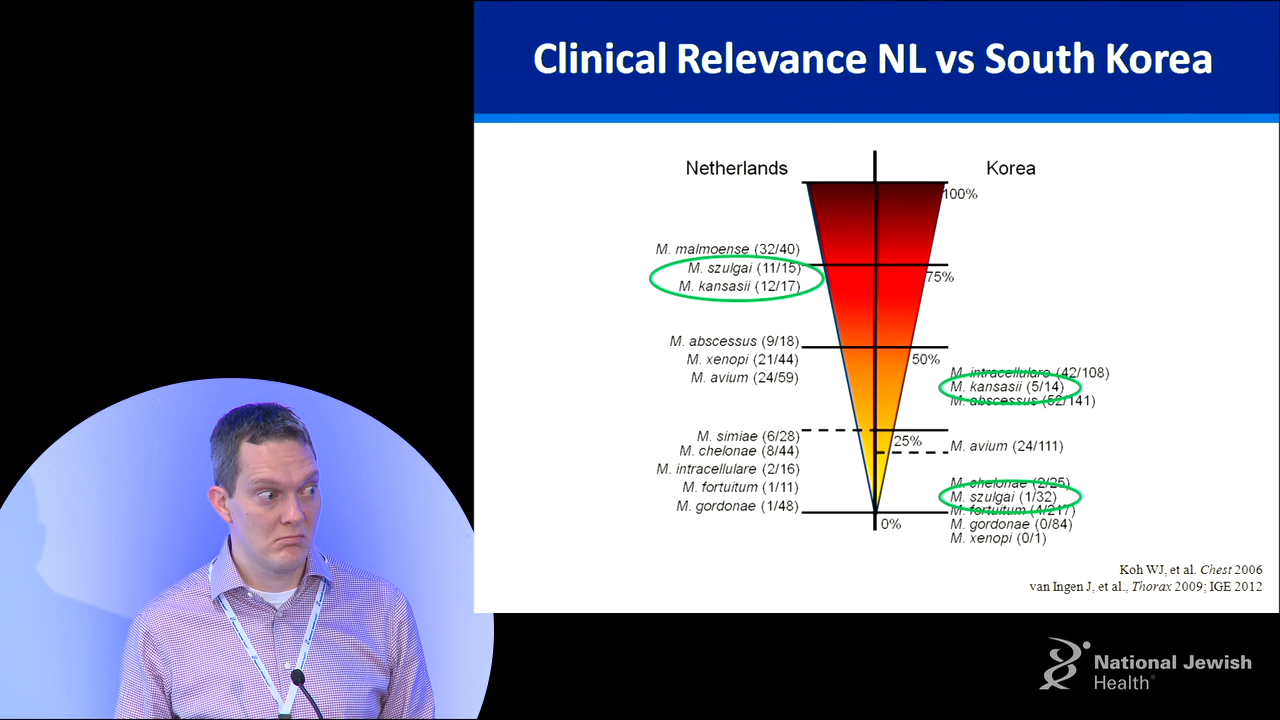 Clinical Relevance NL vs South Korea
Netherlands
Korea
100%
M. malmoense (32/40)
M. szulgai (11/15)
M. kansasii (12/17)
75%
M. abscessus (9/18)
M. xenopi (21/44)
M. avium (24/59)
50%
M. intracellulare (42/108)
M. kansasii (5/14)
M. abscessus (52/141)
M. simiae (6/28)
M. chelonae (8/44)
M. intracellulare (2/16)
M. fortuitum (1/11)
M. gordonae (1/48)
25%
M. avium (24/111)
M. chelonae (2/25)
M. szulgai (1/32)
M. fortuitum (4/217)
M. gordonae (0/84)
M. xenopi (0/1)
0%
Koh WJ, et al. Chest 2006
van Ingen J, et al., Thorax 2009; IGE 2012
National Jewish
Health®